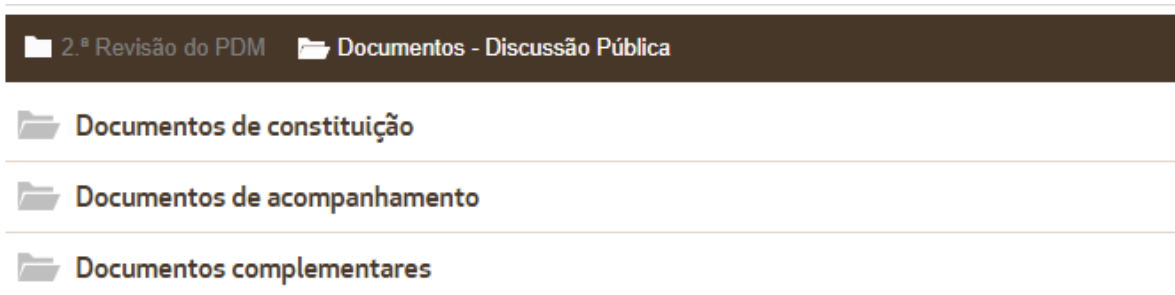 2.ª Revisão do PDM Documentos - Discussão Pública
Documentos de constituição
Documentos de acompanhamento
Documentos complementares